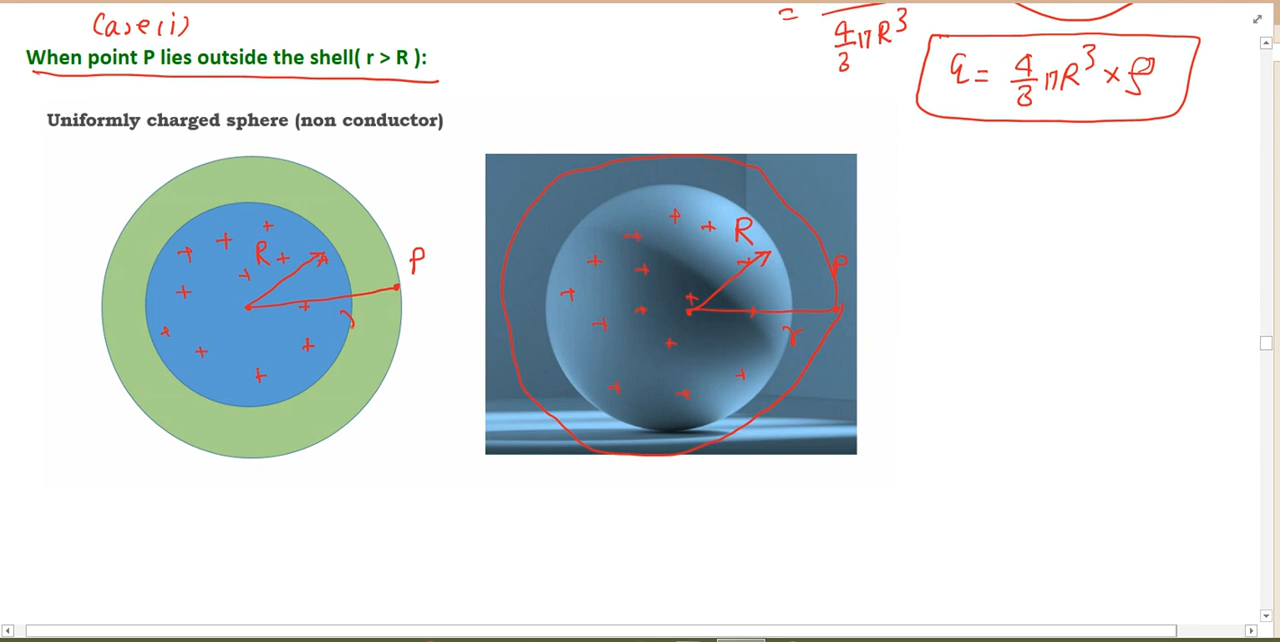 Case(i)
When point P lies outside the shell( r > R ):
=
4/3 πR³
q = 4/3 πR³ × ρ
Uniformly charged sphere (non conductor)
R
P
r
R
P
r